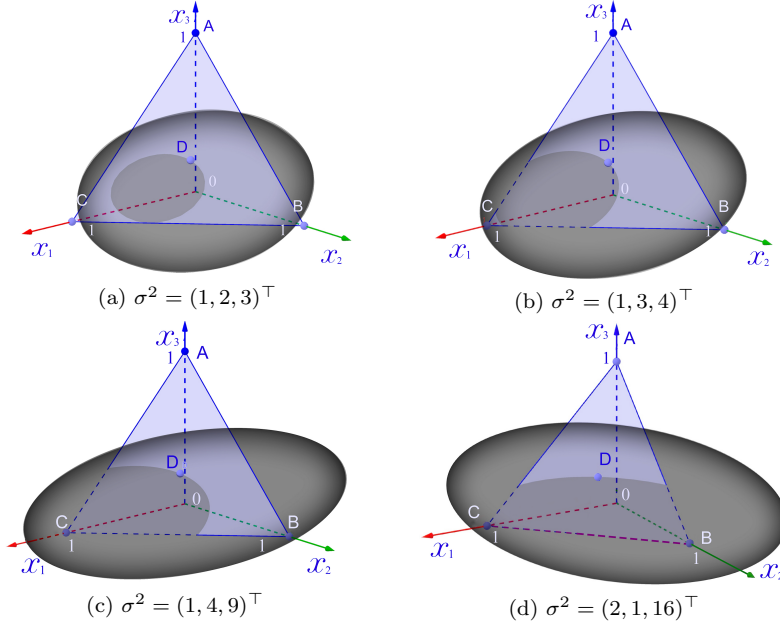 x₃
A
1
D
C
0
B
1
1
x₁
x₂
(a) σ² = (1, 2, 3)⊤
x₃
A
1
D
C
0
B
1
1
x₁
x₂
(b) σ² = (1, 3, 4)⊤
x₃
A
1
D
C
0
B
1
1
x₁
x₂
(c) σ² = (1, 4, 9)⊤
x₃
A
1
D
C
0
B
1
1
x₁
x₂
(d) σ² = (2, 1, 16)⊤